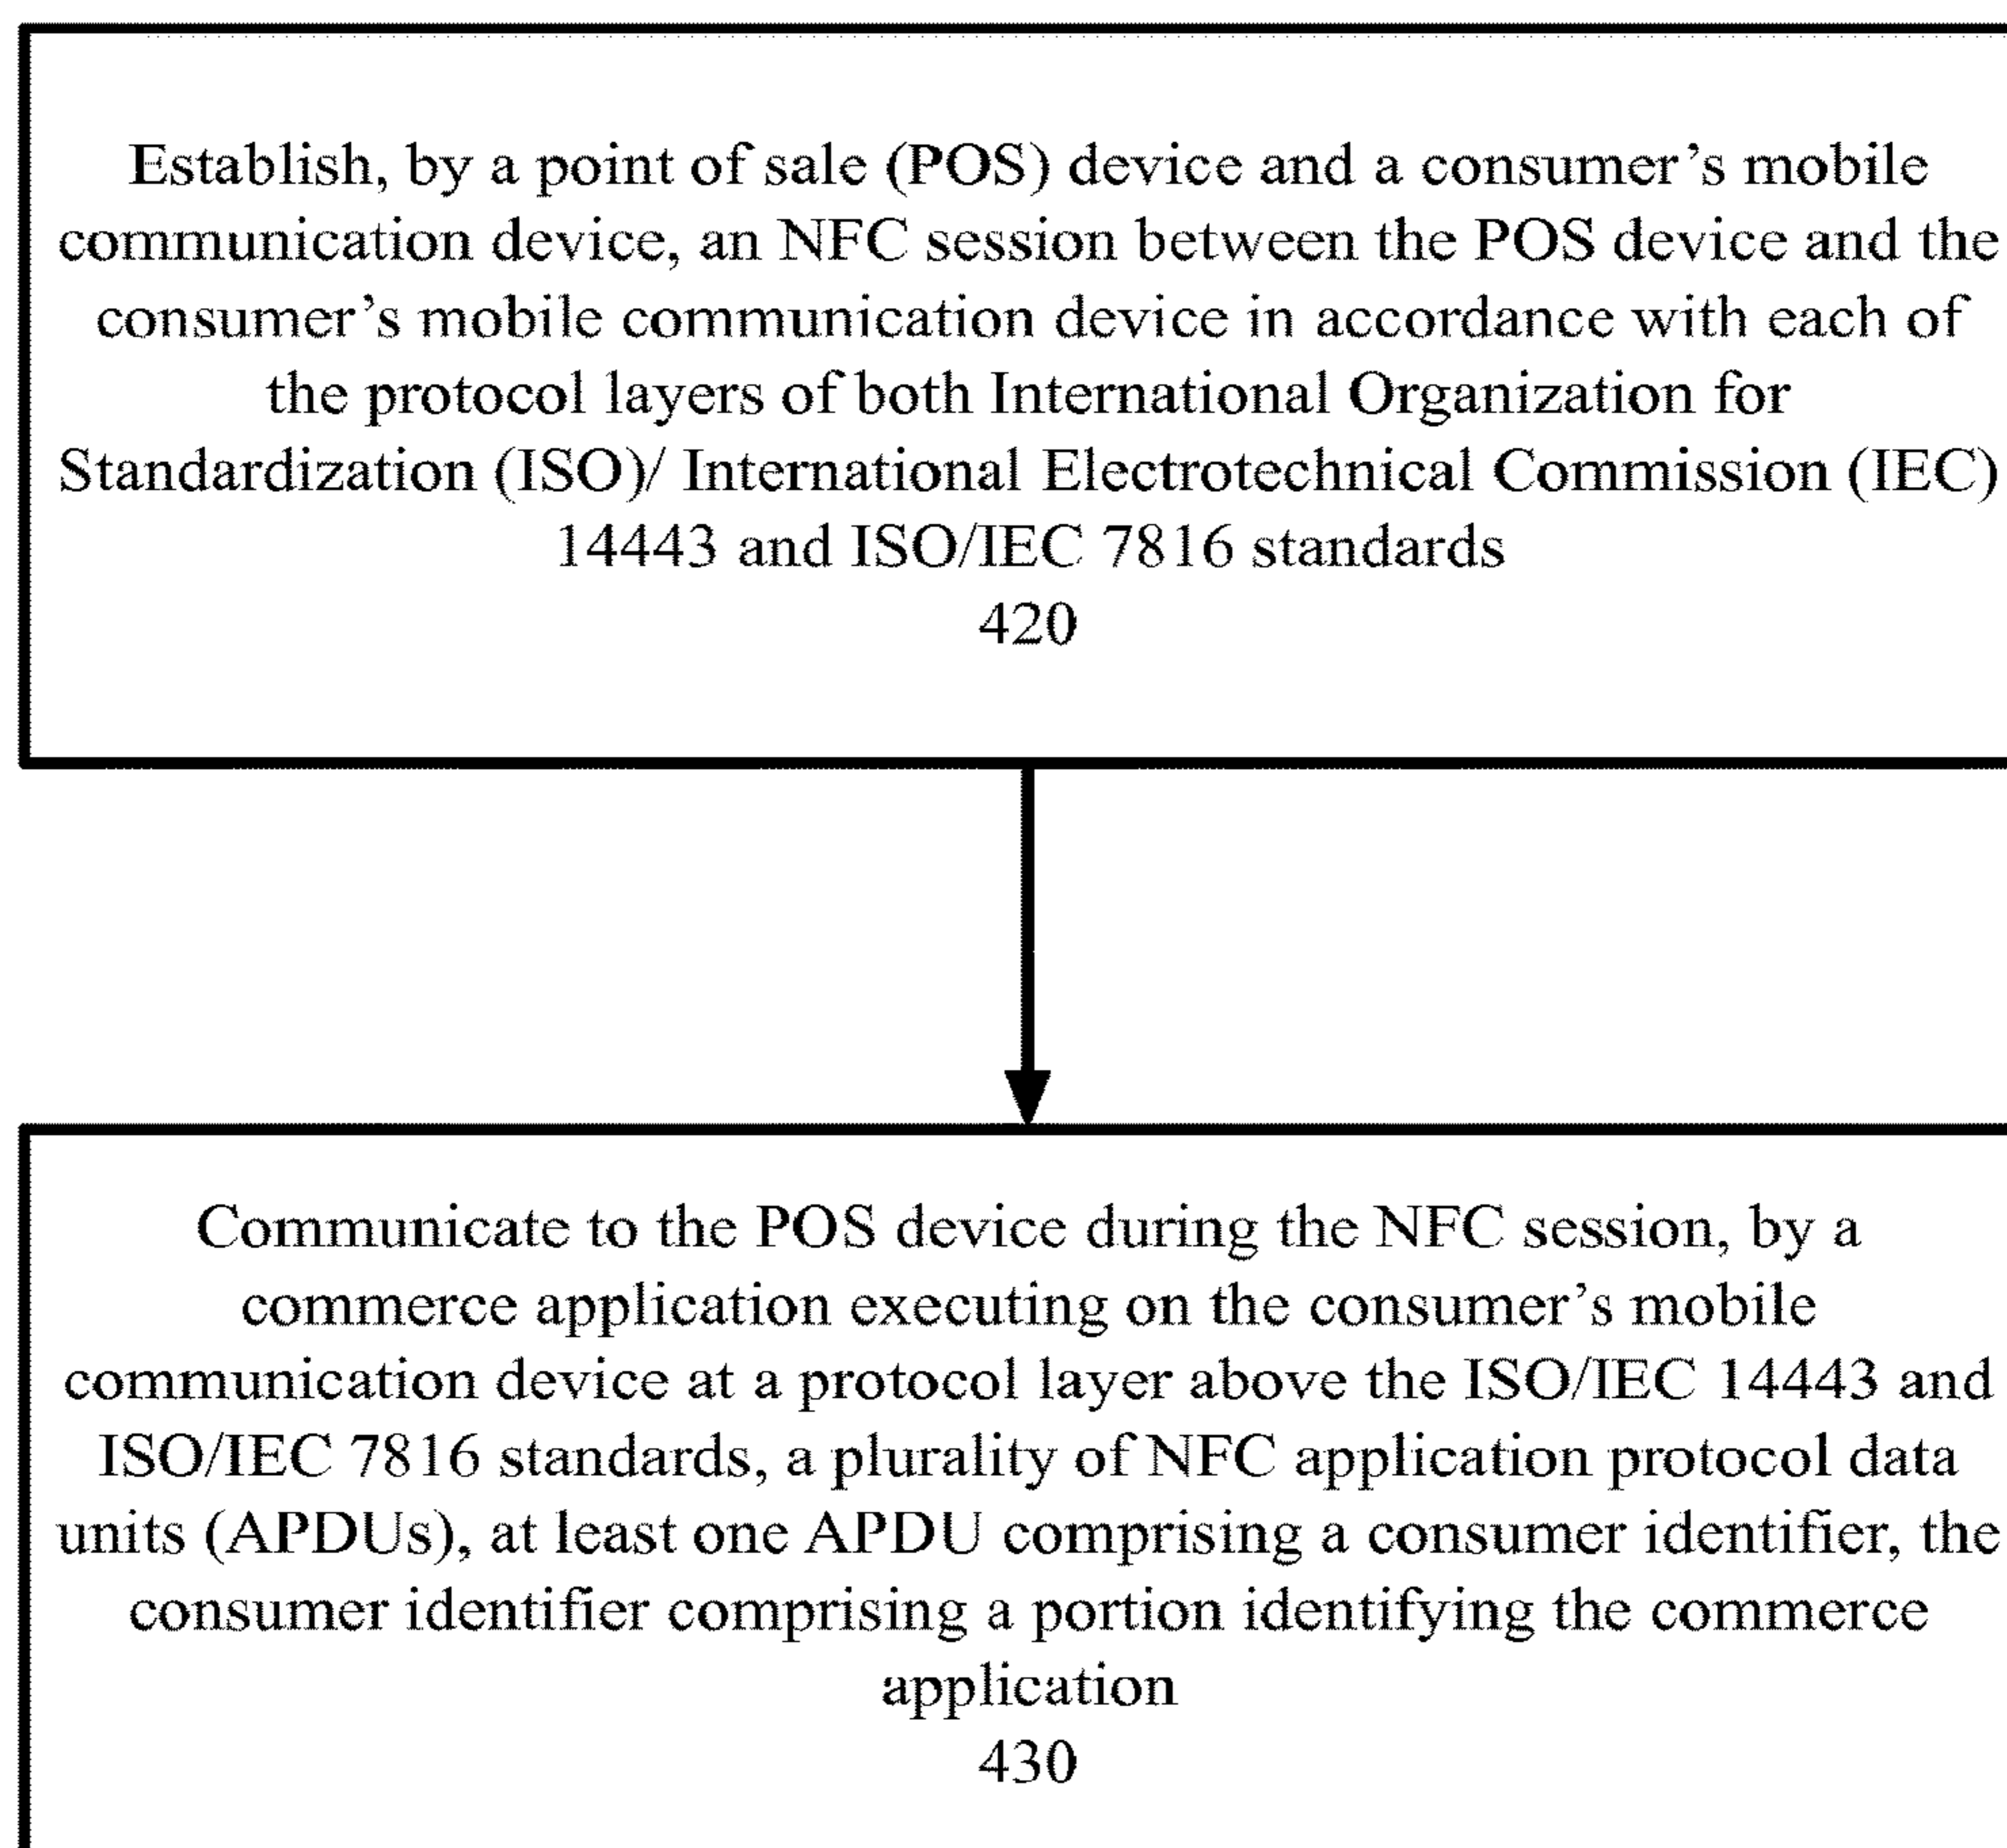 Establish, by a point of sale (POS) device and a consumer’s mobile
communication device, an NFC session between the POS device and the
consumer’s mobile communication device in accordance with each of
the protocol layers of both International Organization for
Standardization (ISO)/ International Electrotechnical Commission (IEC)
14443 and ISO/IEC 7816 standards
420
Communicate to the POS device during the NFC session, by a
commerce application executing on the consumer’s mobile
communication device at a protocol layer above the ISO/IEC 14443 and
ISO/IEC 7816 standards, a plurality of NFC application protocol data
units (APDUs), at least one APDU comprising a consumer identifier, the
consumer identifier comprising a portion identifying the commerce
application
430